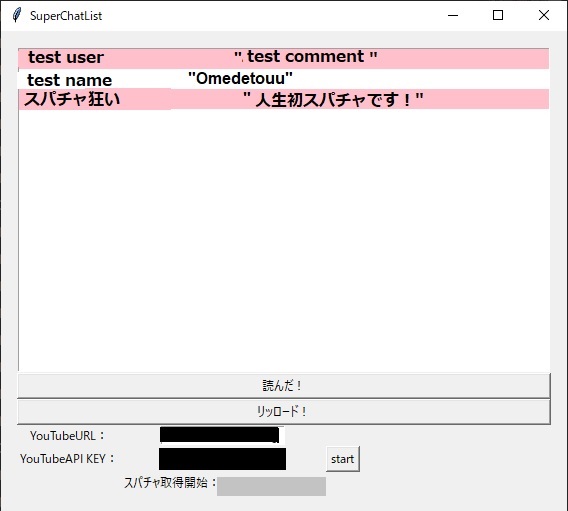 SuperChatList
test user "test comment "
test name "Omedetouu"
スパチャ狂い " 人生初スパチャです！"
読んだ！
リッロード！
YouTubeURL：
YouTubeAPI KEY： start
スパチャ取得開始：